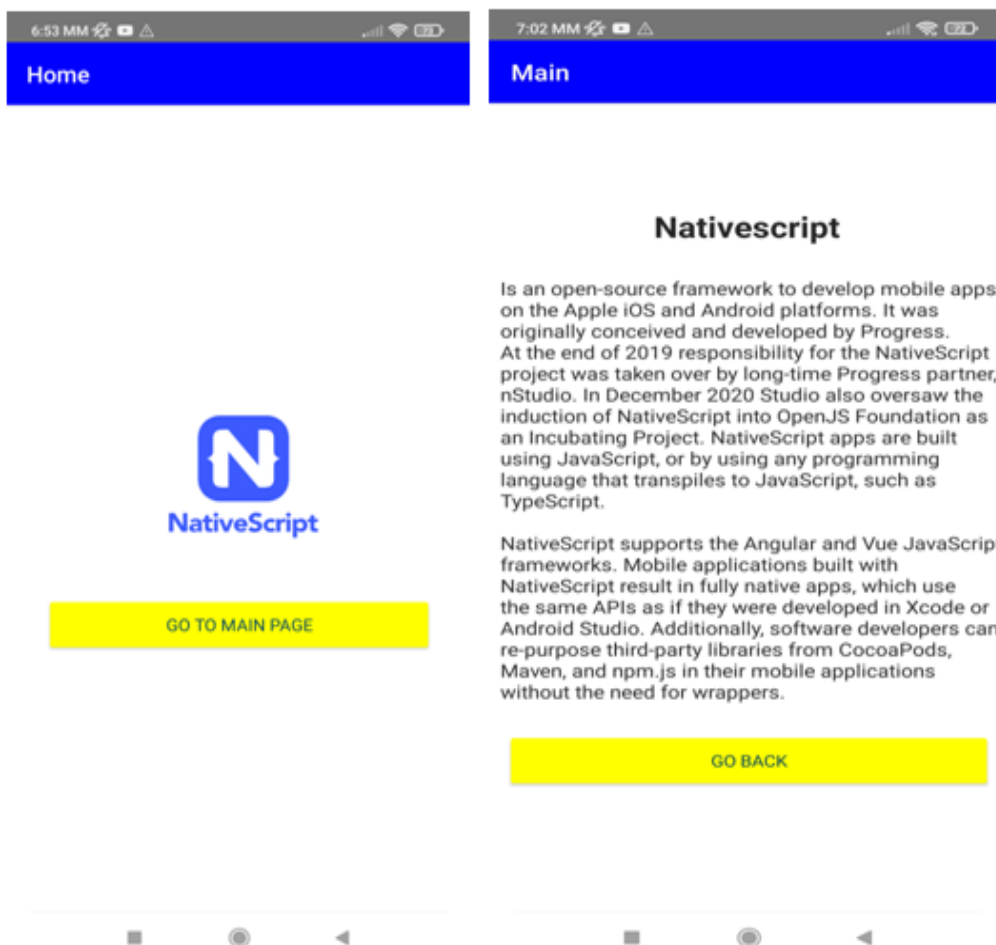 6:53 MM
Home
N
NativeScript
GO TO MAIN PAGE
7:02 MM
Main
Nativescript
Is an open-source framework to develop mobile apps
on the Apple iOS and Android platforms. It was
originally conceived and developed by Progress.
At the end of 2019 responsibility for the NativeScript
project was taken over by long-time Progress partner,
nStudio. In December 2020 Studio also oversaw the
induction of NativeScript into OpenJS Foundation as
an Incubating Project. NativeScript apps are built
using JavaScript, or by using any programming
language that transpiles to JavaScript, such as
TypeScript.
NativeScript supports the Angular and Vue JavaScrip
frameworks. Mobile applications built with
NativeScript result in fully native apps, which use
the same APIs as if they were developed in Xcode or
Android Studio. Additionally, software developers can
re-purpose third-party libraries from CocoaPods,
Maven, and npm.js in their mobile applications
without the need for wrappers.
GO BACK